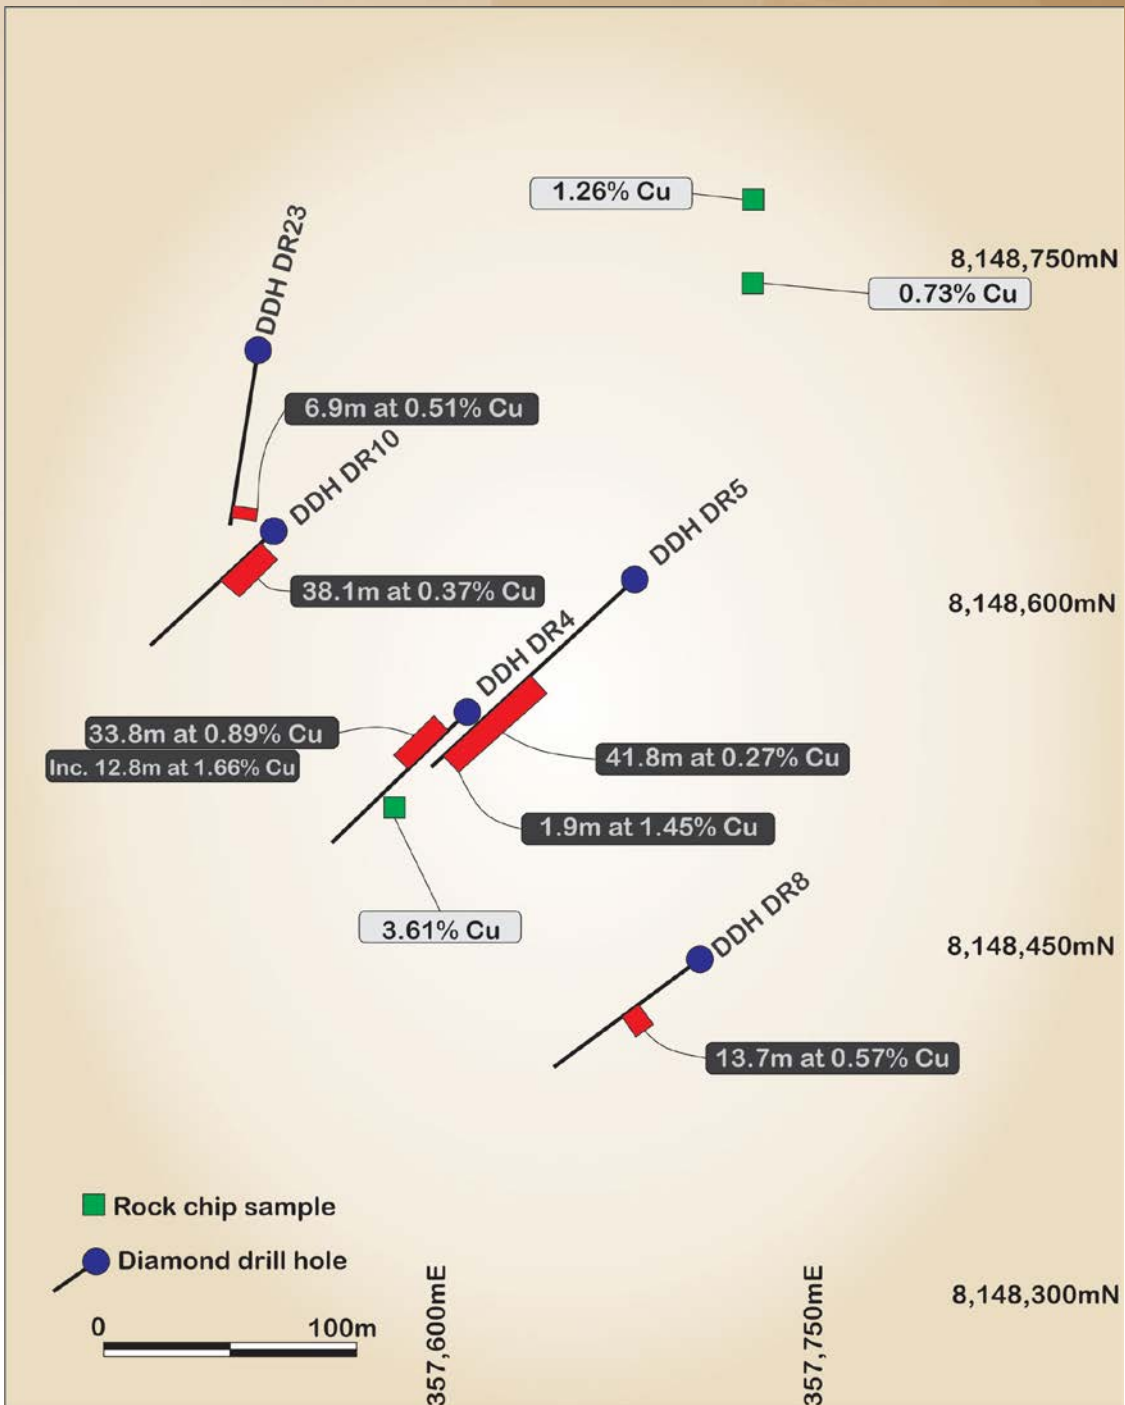 1.26% Cu
8,148,750mN
0.73% Cu
DDH DR23
6.9m at 0.51% Cu
DDH DR10
38.1m at 0.37% Cu
DDH DR5
8,148,600mN
DDH DR4
33.8m at 0.89% Cu
Inc. 12.8m at 1.66% Cu
41.8m at 0.27% Cu
1.9m at 1.45% Cu
3.61% Cu
DDH DR8
8,148,450mN
13.7m at 0.57% Cu
Rock chip sample
Diamond drill hole
0 100m
357,600mE
357,750mE
8,148,300mN